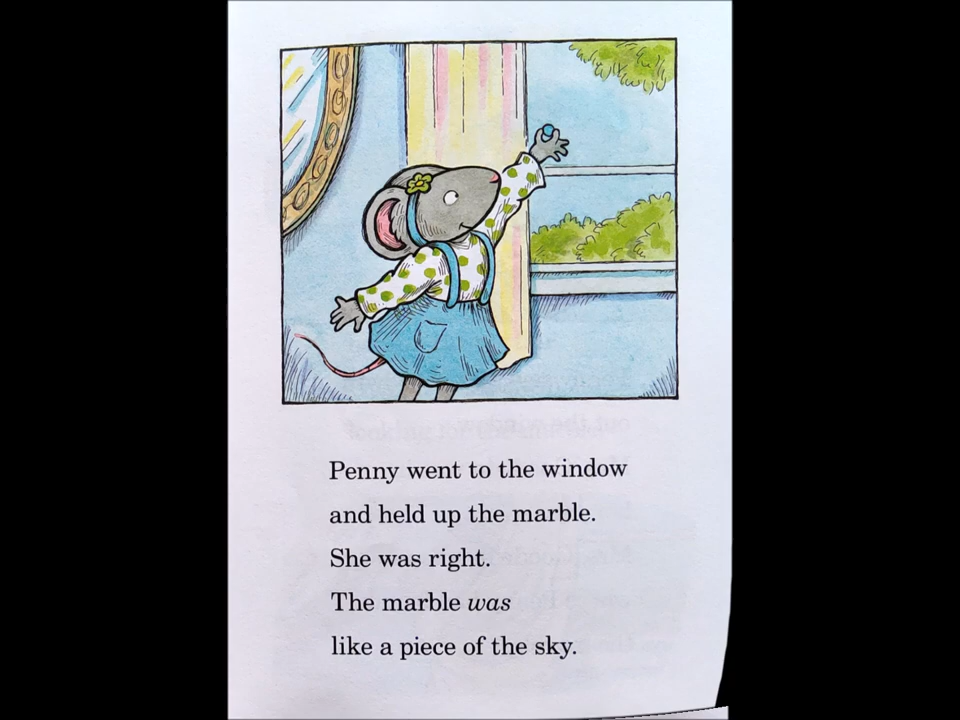 Penny went to the window
and held up the marble.
She was right.
The marble was
like a piece of the sky.